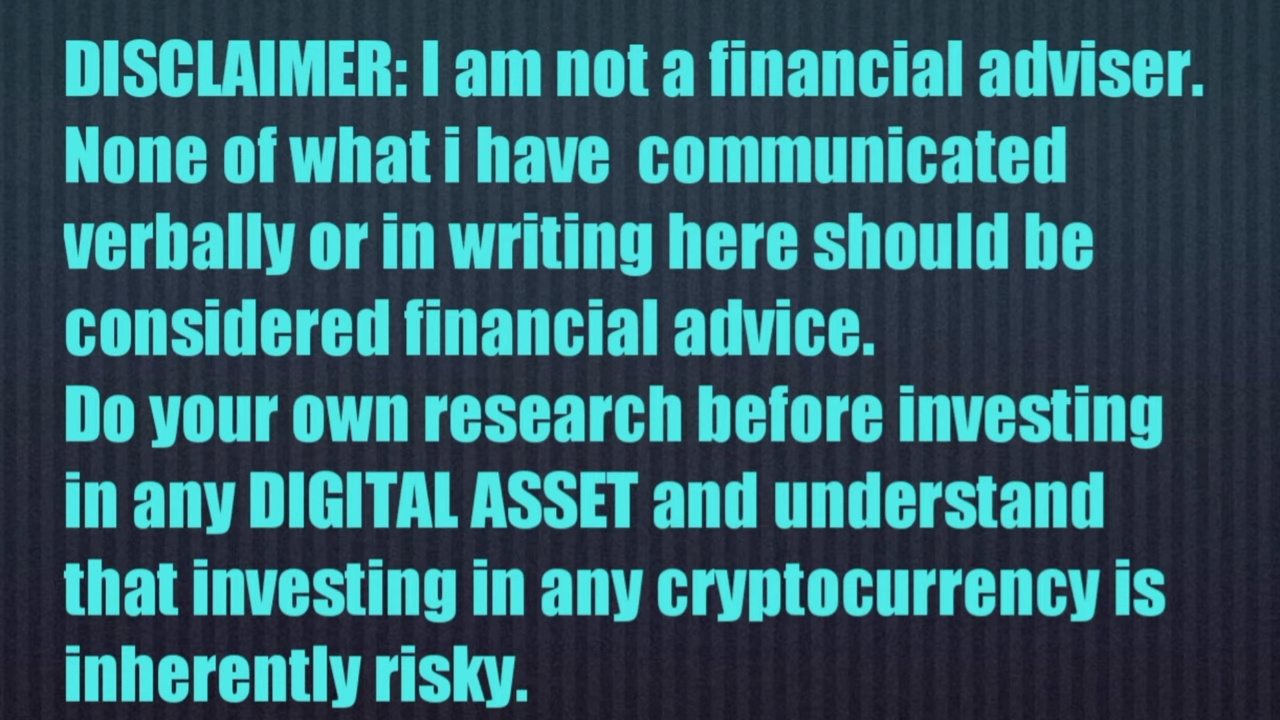 DISCLAIMER: I am not a financial adviser.
None of what i have  communicated
verbally or in writing here should be
considered financial advice.
Do your own research before investing
in any DIGITAL ASSET and understand
that investing in any cryptocurrency is
inherently risky.